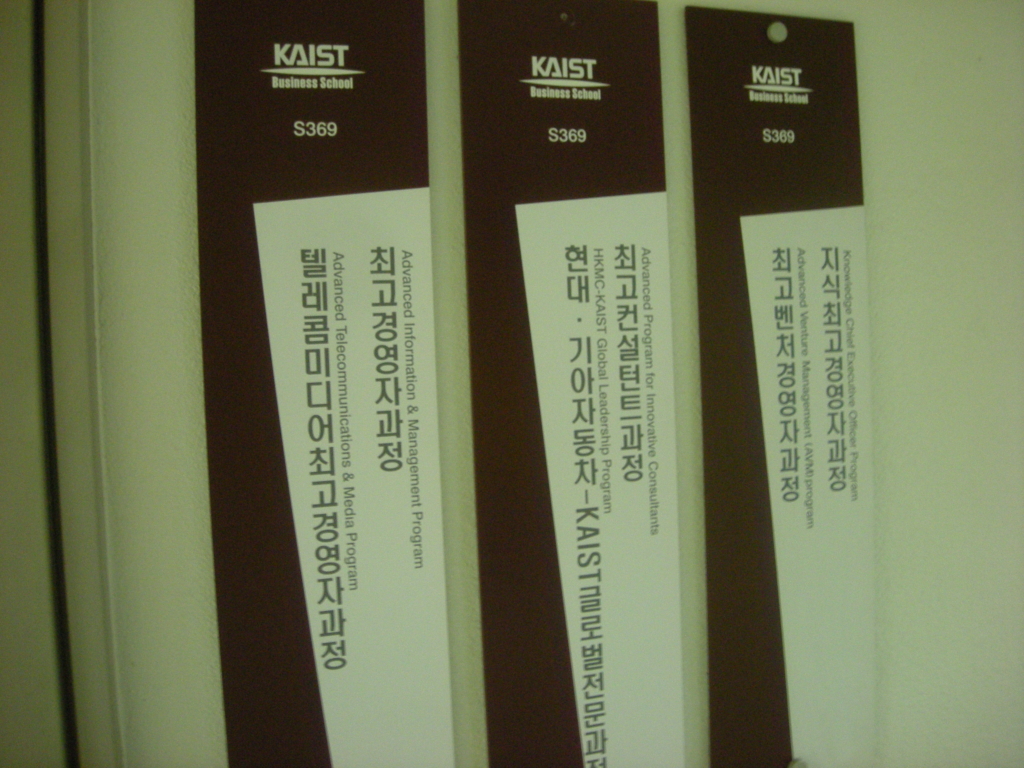 KAIST
Business School
S369
최고경영자과정
Advanced Information & Management Program
텔레콤미디어최고경영자과정
Advanced Telecommunications & Media Program
KAIST
Business School
S369
최고컨설턴트과정
Advanced Program for Innovative Consultants
현대·기아자동차-KAIST글로벌전문과정
HKMC-KAIST Global Leadership Program
KAIST
Business School
S369
지식최고경영자과정
Knowledge Chief Executive Officer Program
최고벤처경영자과정
Advanced Venture Management (AVM) program